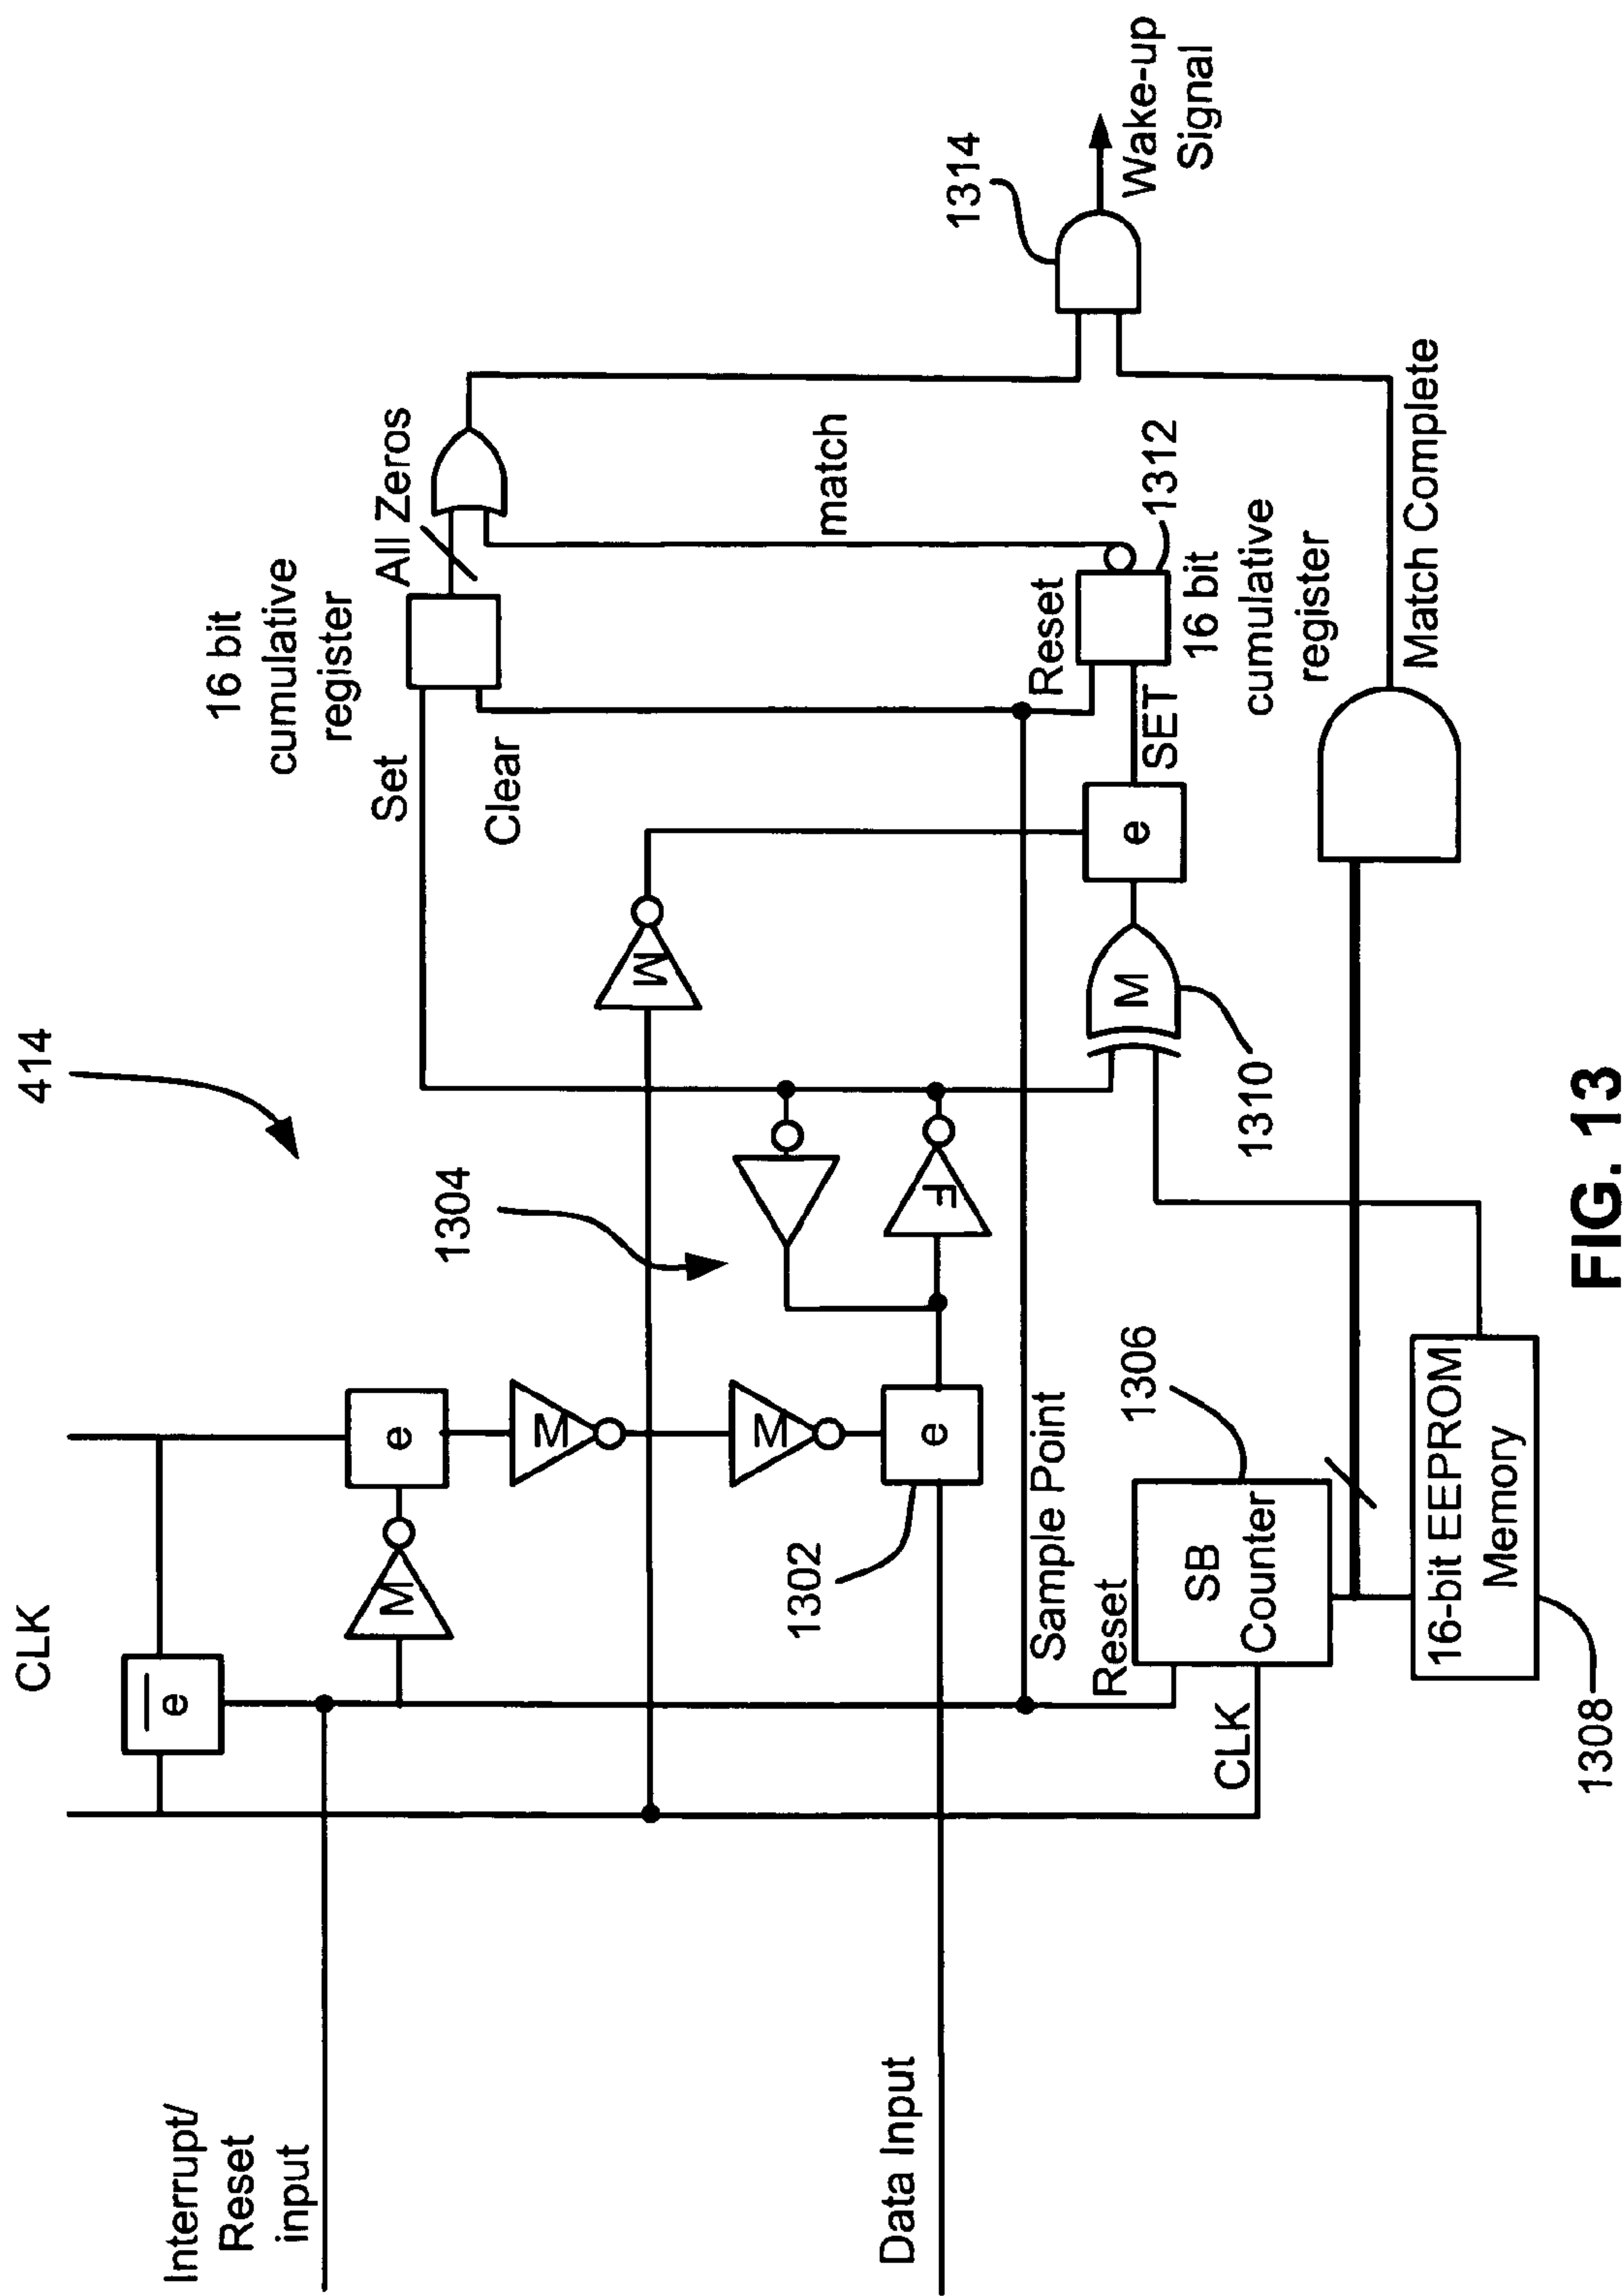 414
CLK
Interrupt/
Reset
input
e
M
e
M
M
1302
e
Data Input
1304
F
M
Set
Clear
16 bit
cumulative
register
All Zeros
match
Sample Point
Reset
CLK
SB
Counter
1306
16-bit EEPROM
Memory
1308
M
1310
e
SET
Reset
1312
16 bit
cumulative
register
Match Complete
1314
Wake-up
Signal
FIG. 13